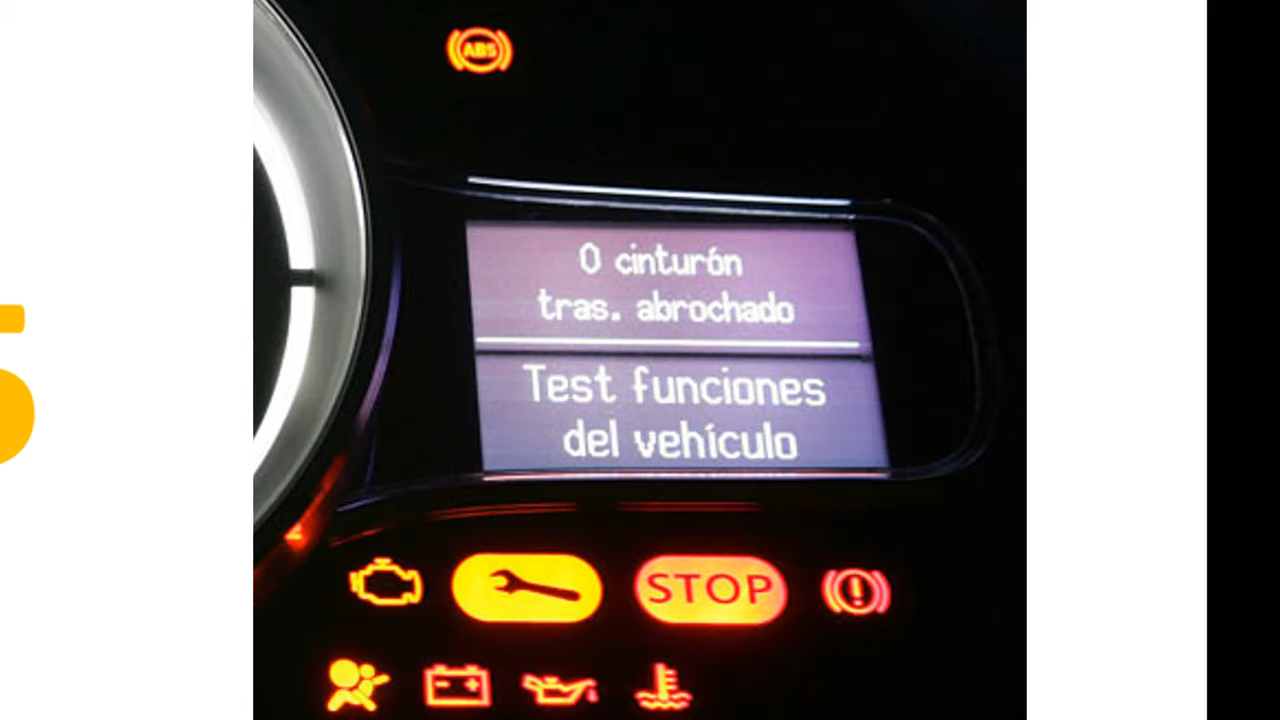 ABS
0 cinturón
tras. abrochado
Test funciones
del vehículo
STOP